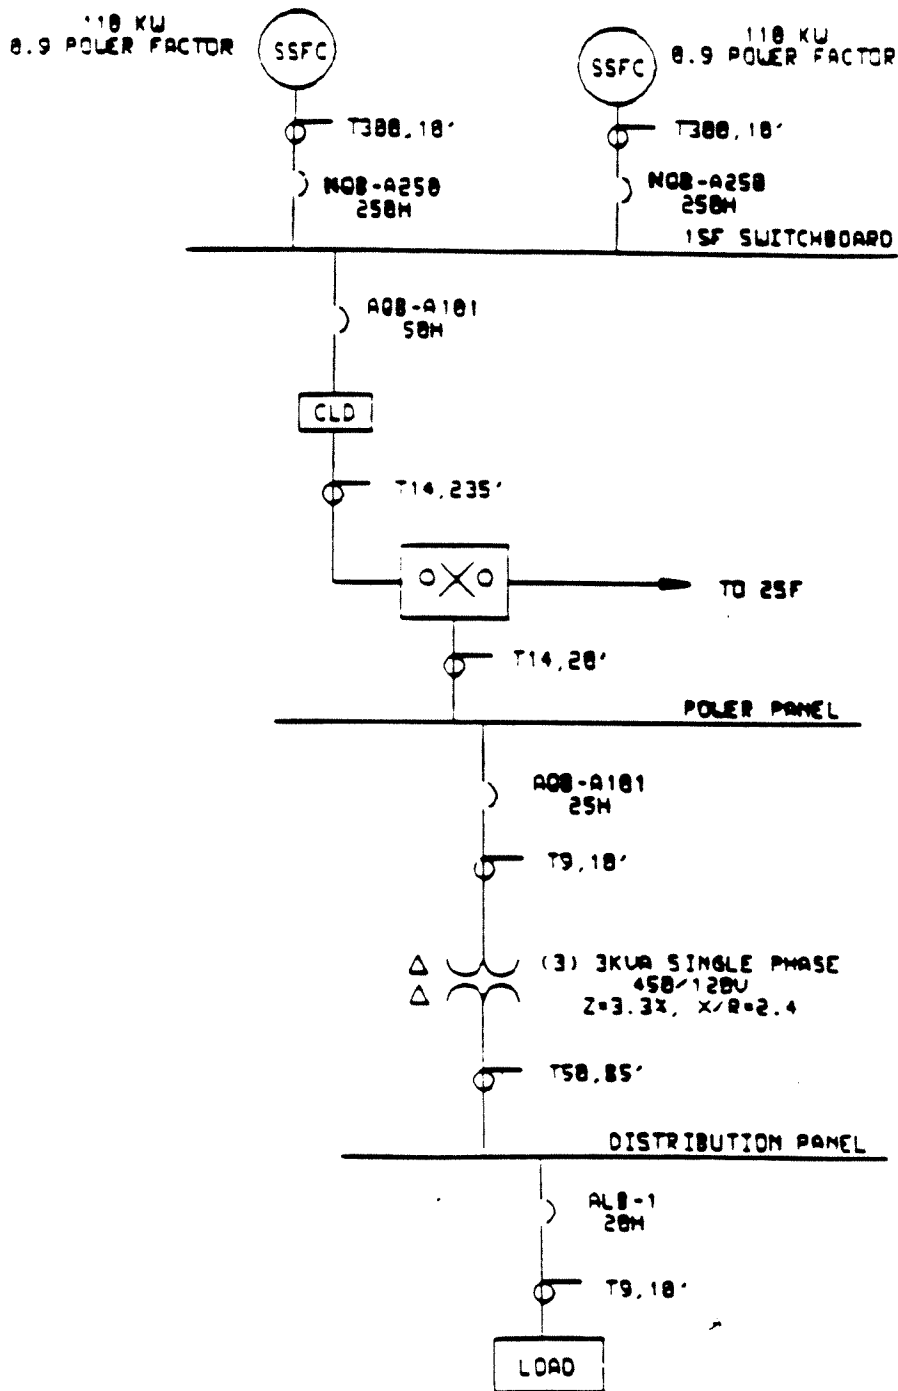 110 KW
0.9 POWER FACTOR
SSFC
T300,10'
NQB-A250
250H
110 KW
0.9 POWER FACTOR
SSFC
T300,10'
NQB-A250
250H
1SF SWITCHBOARD
AQB-A101
50H
CLD
T14,235'
TO 2SF
T14,20'
POWER PANEL
AQB-A101
25H
T9,10'
Δ
Δ
(3) 3KVA SINGLE PHASE
450/120V
Z=3.3%, X/R=2.4
T50,85'
DISTRIBUTION PANEL
ALB-1
20H
T9,10'
LOAD